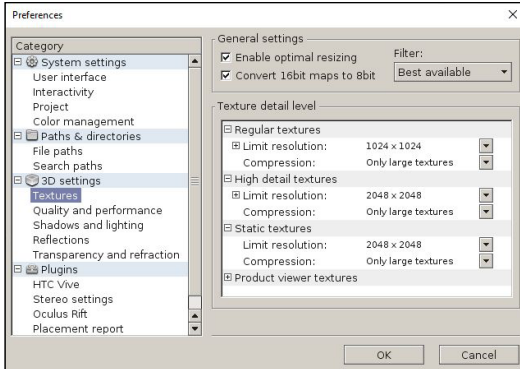 Preferences
Category
System settings
User interface
Interactivity
Project
Color management
Paths & directories
File paths
Search paths
3D settings
Textures
Quality and performance
Shadows and lighting
Reflections
Transparency and refraction
Plugins
HTC Vive
Stereo settings
Oculus Rift
Placement report
General settings
Enable optimal resizing
Convert 16bit maps to 8bit
Filter:
Best available
Texture detail level
Regular textures
Limit resolution: 1024 x 1024
Compression: Only large textures
High detail textures
Limit resolution: 2048 x 2048
Compression: Only large textures
Static textures
Limit resolution: 2048 x 2048
Compression: Only large textures
Product viewer textures
OK Cancel